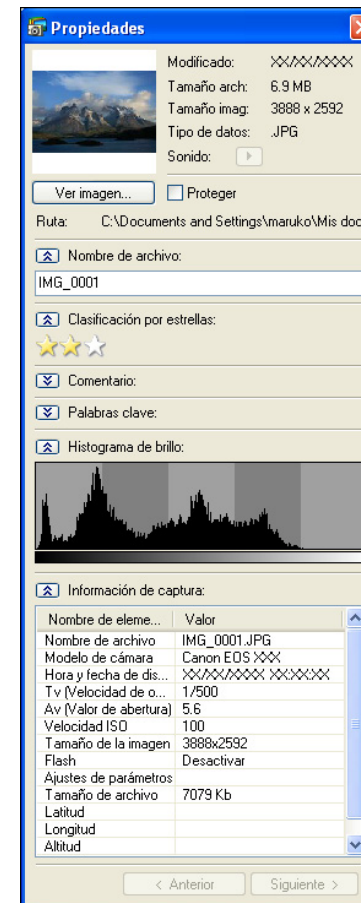 Propiedades
Modificado: XX/XX/XXXX
Tamaño arch: 6.9 MB
Tamaño imag: 3888 x 2592
Tipo de datos: .JPG
Sonido:
Ver imagen... Proteger
Ruta: C:\Documents and Settings\maruko\Mis doc
Nombre de archivo:
IMG_0001
Clasificación por estrellas:
Comentario:
Palabras clave:
Histograma de brillo:
Información de captura:
Nombre de eleme... Valor
Nombre de archivo IMG_0001.JPG
Modelo de cámara Canon EOS XXX
Hora y fecha de dis... XX/XX/XXXX XX:XX:XX
Tv (Velocidad de o... 1/500
Av (Valor de abertura) 5.6
Velocidad ISO 100
Tamaño de la imagen 3888x2592
Flash Desactivar
Ajustes de parámetros
Tamaño de archivo 7079 Kb
Latitud
Longitud
Altitud
< Anterior Siguiente >